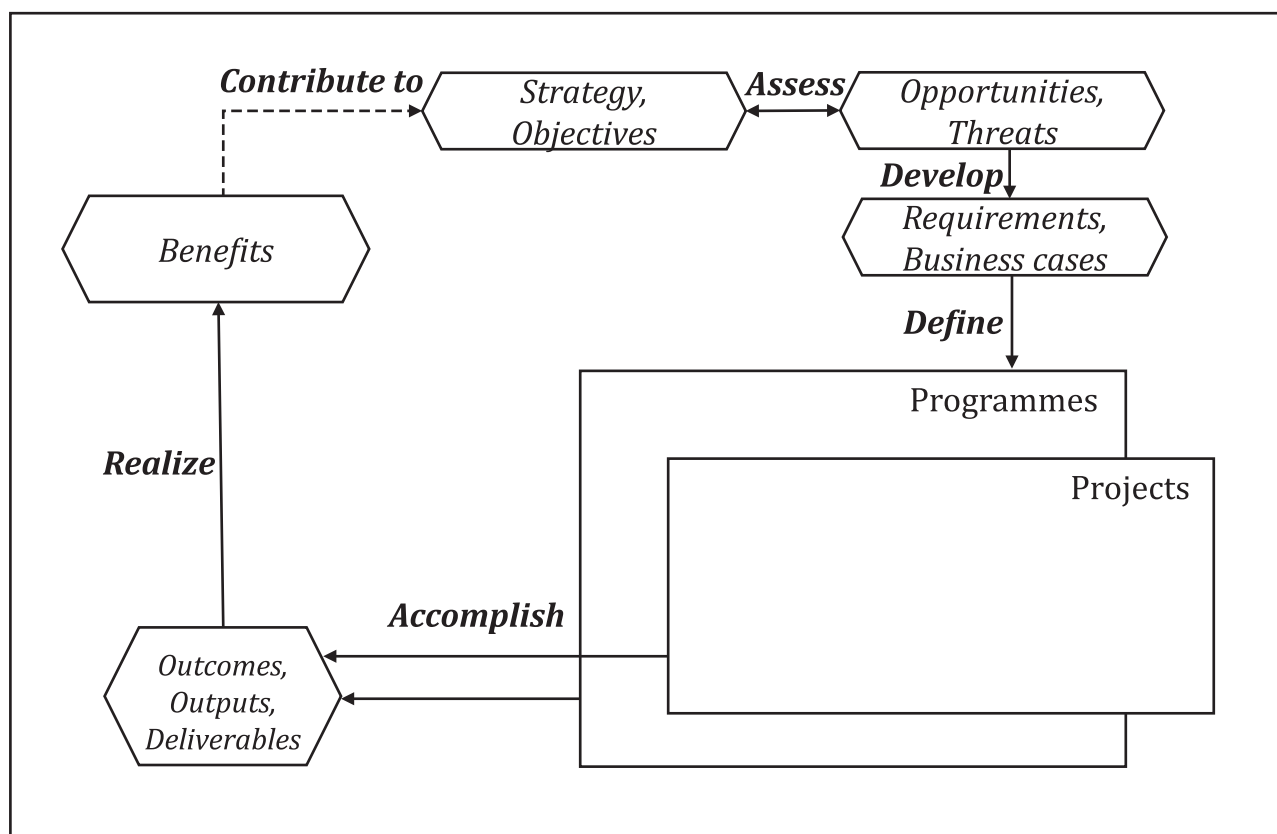 Contribute to
Strategy,
Objectives
Assess
Opportunities,
Threats
Develop
Requirements,
Business cases
Benefits
Define
Programmes
Projects
Realize
Accomplish
Outcomes,
Outputs,
Deliverables